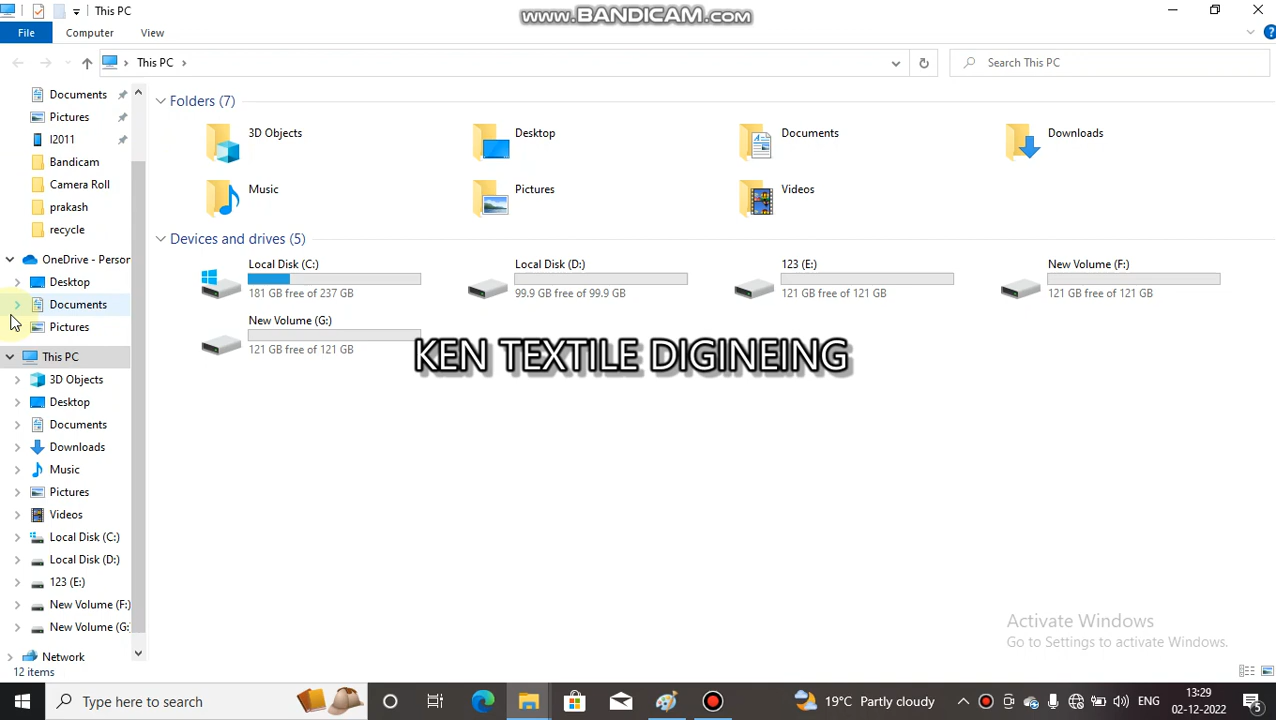 This PC
www.BANDICAM.com
File
Computer
View
This PC
Search This PC
Documents
Pictures
I2011
Bandicam
Camera Roll
prakash
recycle
OneDrive - Person
Desktop
Documents
Pictures
This PC
3D Objects
Desktop
Documents
Downloads
Music
Pictures
Videos
Local Disk (C:)
Local Disk (D:)
123 (E:)
New Volume (F:)
New Volume (G:
Network
Folders (7)
3D Objects
Desktop
Documents
Downloads
Music
Pictures
Videos
Devices and drives (5)
Local Disk (C:)
181 GB free of 237 GB
Local Disk (D:)
99.9 GB free of 99.9 GB
123 (E:)
121 GB free of 121 GB
New Volume (F:)
121 GB free of 121 GB
New Volume (G:)
121 GB free of 121 GB
KEN TEXTILE DIGINEING
Activate Windows
Go to Settings to activate Windows.
12 items
Type here to search
19°C Partly cloudy
ENG
13:29
02-12-2022
5